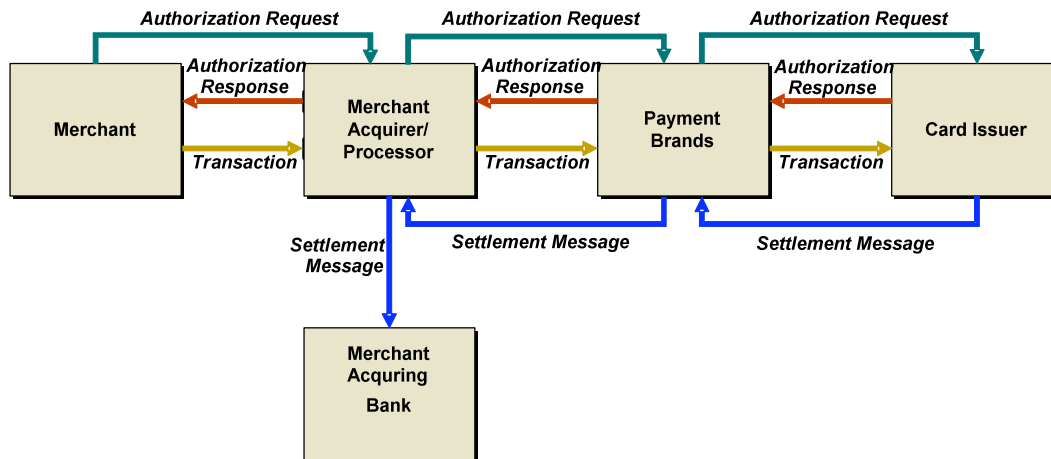 Authorization Request
Authorization Request
Authorization Request
Authorization
Response
Authorization
Response
Authorization
Response
Merchant
Merchant
Acquirer/
Processor
Payment
Brands
Card Issuer
Transaction
Transaction
Transaction
Settlement
Message
Settlement Message
Settlement Message
Merchant
Acquring
Bank